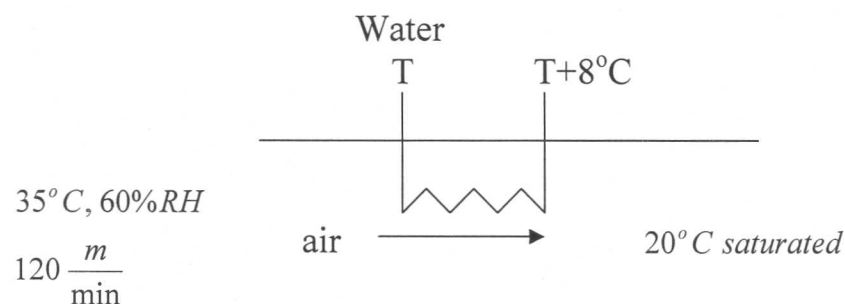 Water
T T+8°C
35°C, 60%RH
air 20°C saturated
120 m/min